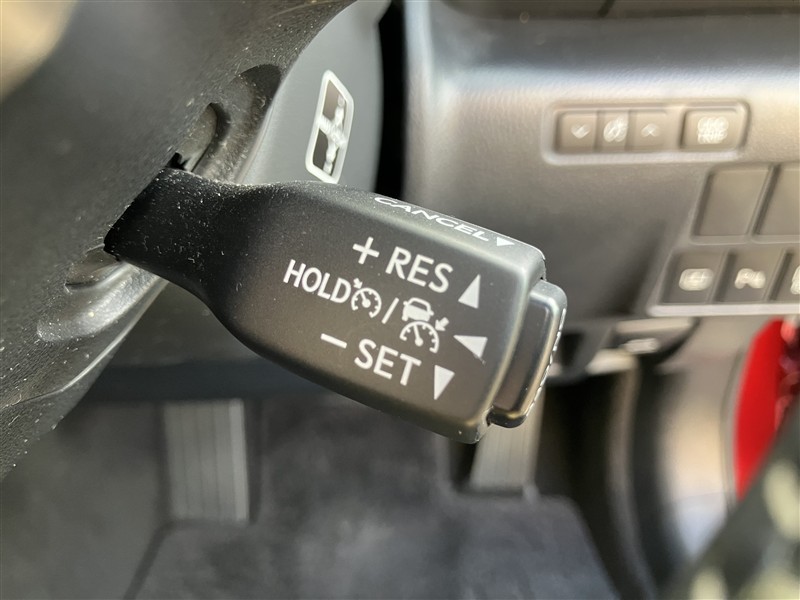 CANCEL
+ RES
HOLD /
− SET